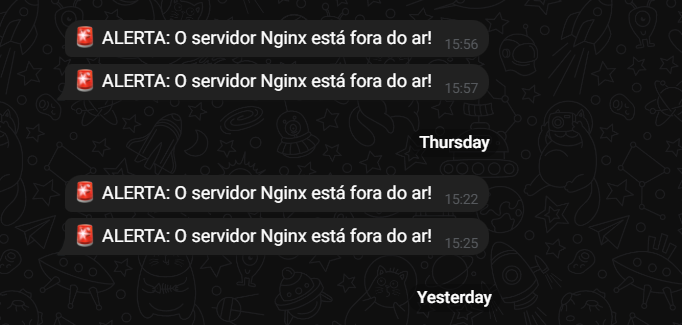 🚨 ALERTA: O servidor Nginx está fora do ar! 15:56
🚨 ALERTA: O servidor Nginx está fora do ar! 15:57
Thursday
🚨 ALERTA: O servidor Nginx está fora do ar! 15:22
🚨 ALERTA: O servidor Nginx está fora do ar! 15:25
Yesterday